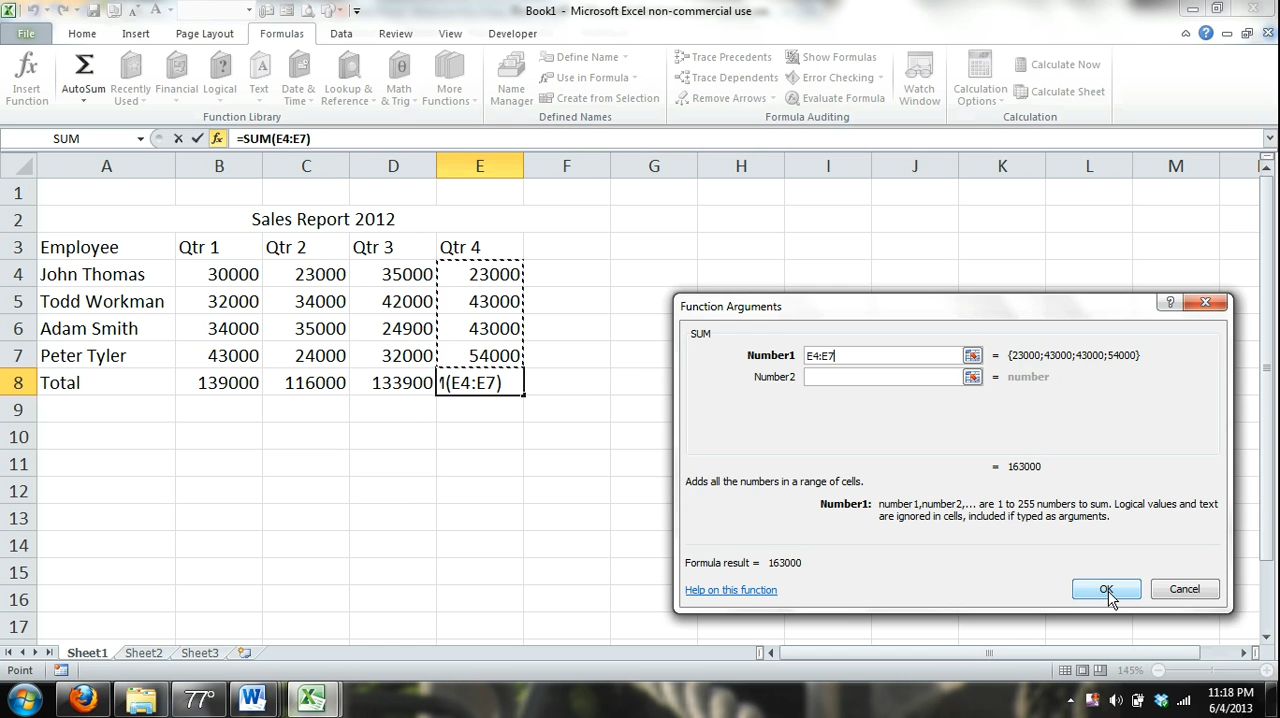 Book1 - Microsoft Excel non-commercial use
File Home Insert Page Layout Formulas Data Review View Developer
fx Insert Function
Σ AutoSum
Recently Used
Financial
Logical
Text
Date & Time
Lookup & Reference
Math & Trig
More Functions
Function Library
Name Manager
Define Name
Use in Formula
Create from Selection
Defined Names
Trace Precedents
Trace Dependents
Remove Arrows
Show Formulas
Error Checking
Evaluate Formula
Watch Window
Formula Auditing
Calculation Options
Calculate Now
Calculate Sheet
Calculation
SUM fx =SUM(E4:E7)
A B C D E F G H I J K L M
1
2 Sales Report 2012
3 Employee Qtr 1 Qtr 2 Qtr 3 Qtr 4
4 John Thomas 30000 23000 35000 23000
5 Todd Workman 32000 34000 42000 43000
6 Adam Smith 34000 35000 24900 43000
7 Peter Tyler 43000 24000 32000 54000
8 Total 139000 116000 133900 (E4:E7)
9
10
11
12
13
14
15
16
17
Function Arguments
SUM
Number1 E4:E7 = {23000;43000;43000;54000}
Number2 = number
= 163000
Adds all the numbers in a range of cells.
Number1: number1,number2,... are 1 to 255 numbers to sum. Logical values and text
are ignored in cells, included if typed as arguments.
Formula result = 163000
Help on this function
OK Cancel
Sheet1 Sheet2 Sheet3
Point 145%
77°
11:18 PM
6/4/2013